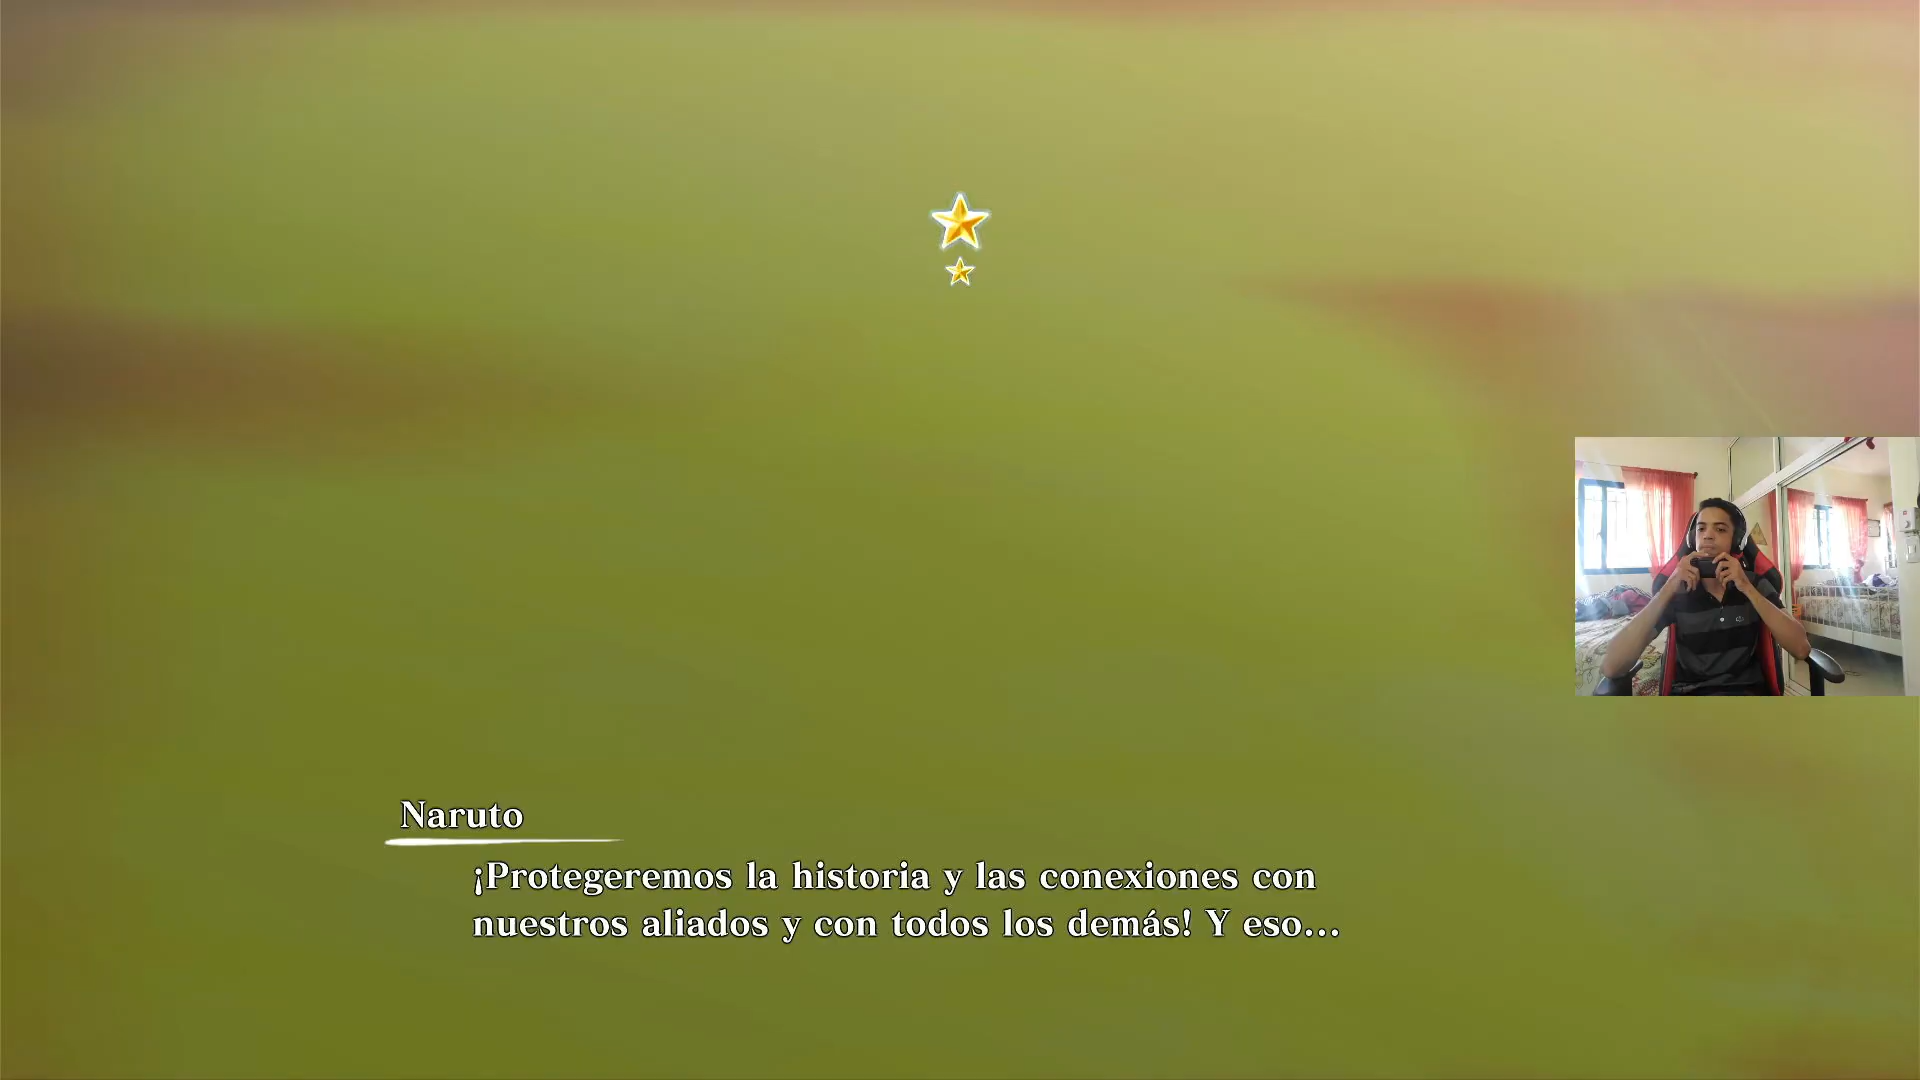 Naruto
¡Protegeremos la historia y las conexiones con
nuestros aliados y con todos los demás! Y eso...